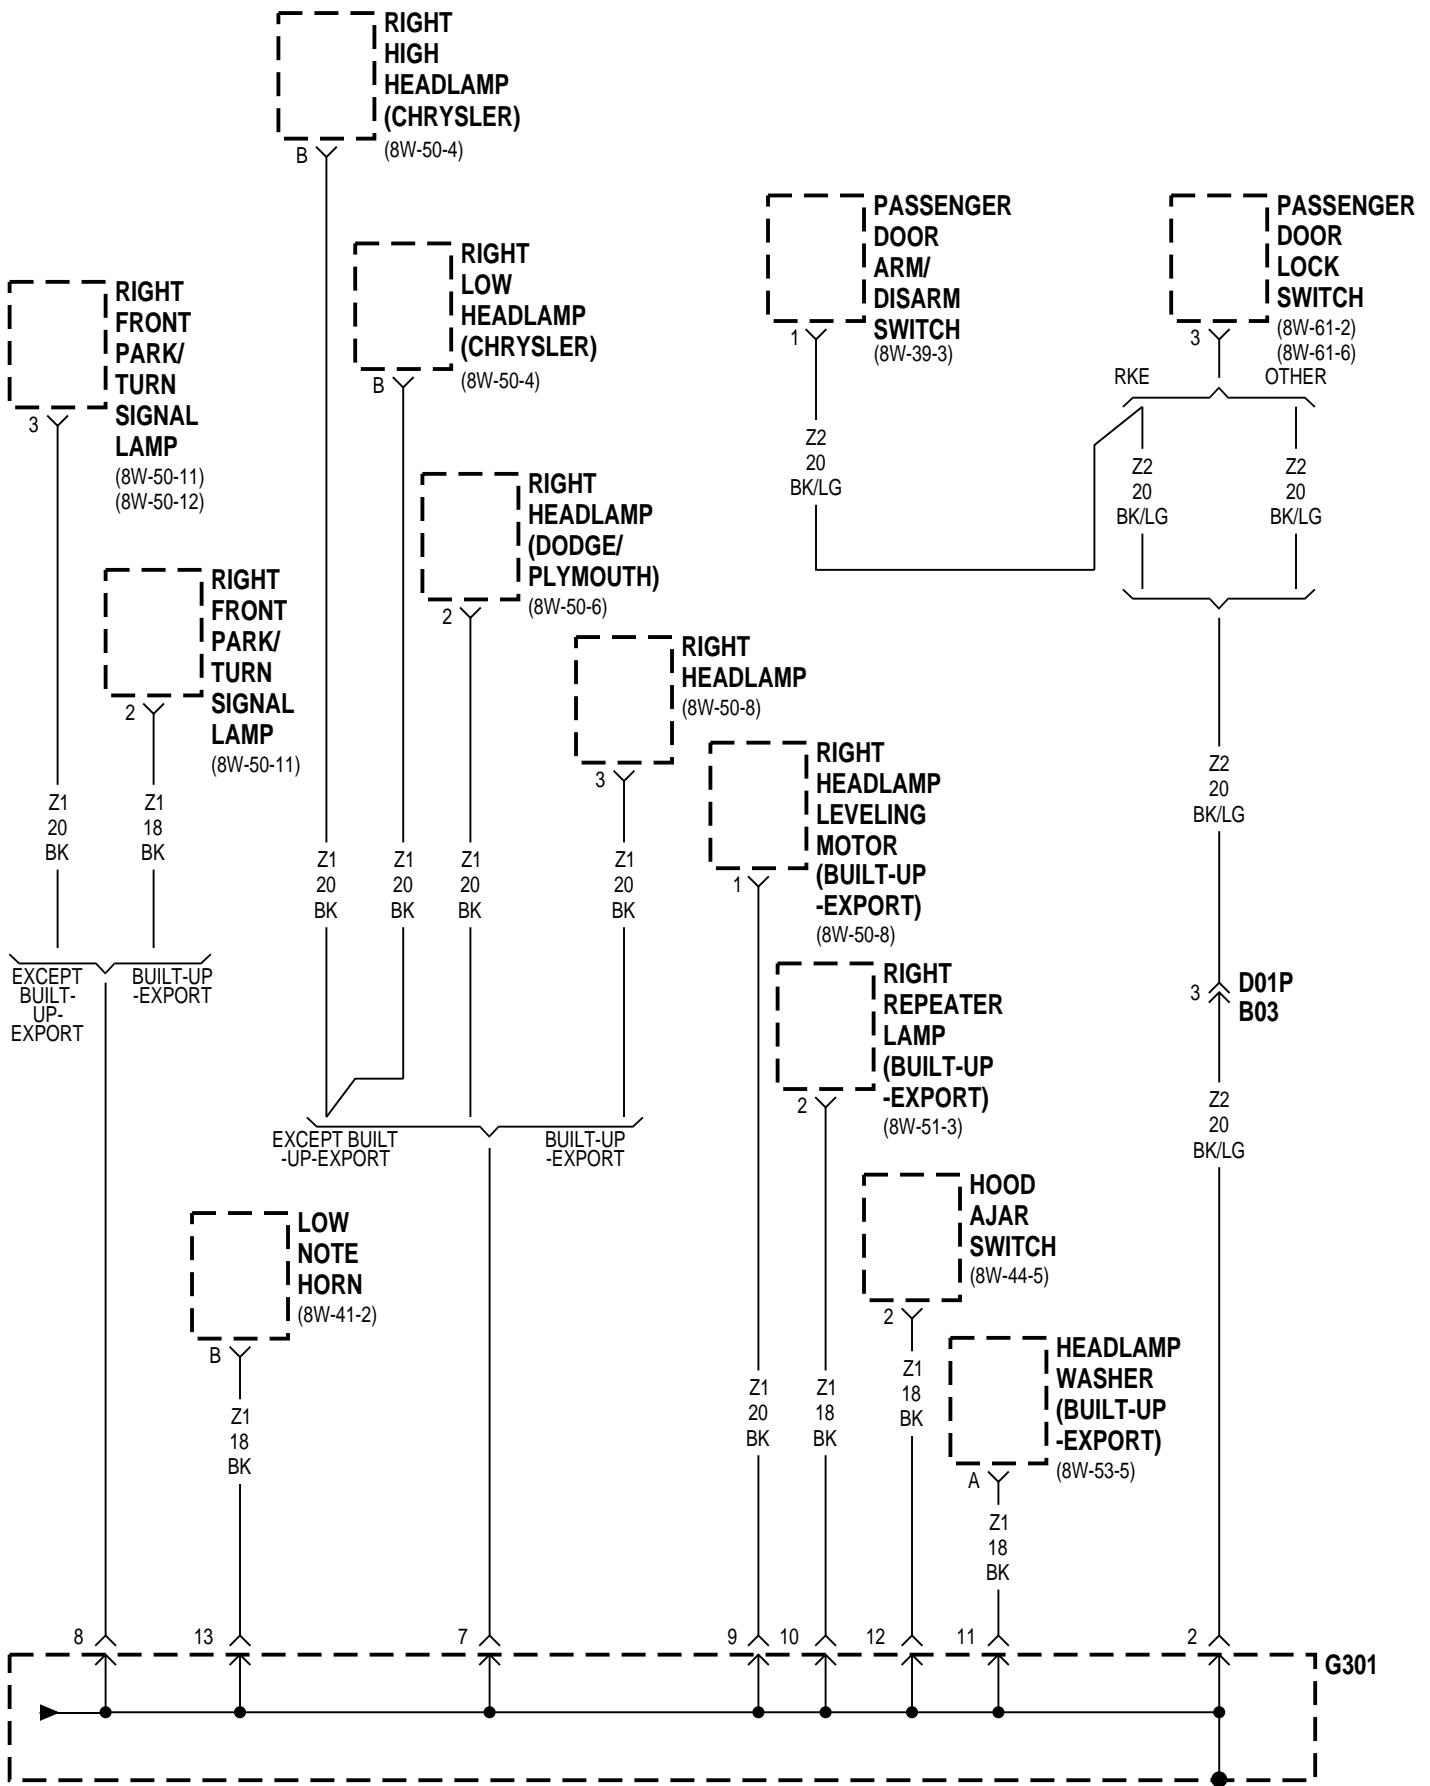 RIGHT
HIGH
HEADLAMP
(CHRYSLER)
(8W-50-4)
B
RIGHT
LOW
HEADLAMP
(CHRYSLER)
(8W-50-4)
B
PASSENGER
DOOR
ARM/
DISARM
SWITCH
(8W-39-3)
1
PASSENGER
DOOR
LOCK
SWITCH
(8W-61-2)
(8W-61-6)
3
RKE
OTHER
RIGHT
FRONT
PARK/
TURN
SIGNAL
LAMP
(8W-50-11)
(8W-50-12)
3
Z2
20
BK/LG
Z2
20
BK/LG
Z2
20
BK/LG
RIGHT
HEADLAMP
(DODGE/
PLYMOUTH)
(8W-50-6)
2
RIGHT
FRONT
PARK/
TURN
SIGNAL
LAMP
(8W-50-11)
2
RIGHT
HEADLAMP
(8W-50-8)
3
RIGHT
HEADLAMP
LEVELING
MOTOR
(BUILT-UP
-EXPORT)
(8W-50-8)
1
Z2
20
BK/LG
Z1
20
BK
Z1
18
BK
Z1
20
BK
Z1
20
BK
Z1
20
BK
Z1
20
BK
EXCEPT
BUILT-
UP-
EXPORT
BUILT-UP
-EXPORT
RIGHT
REPEATER
LAMP
(BUILT-UP
-EXPORT)
(8W-51-3)
2
3
D01P
B03
Z2
20
BK/LG
EXCEPT BUILT
-UP-EXPORT
BUILT-UP
-EXPORT
HOOD
AJAR
SWITCH
(8W-44-5)
2
LOW
NOTE
HORN
(8W-41-2)
B
HEADLAMP
WASHER
(BUILT-UP
-EXPORT)
(8W-53-5)
A
Z1
18
BK
Z1
20
BK
Z1
18
BK
Z1
18
BK
Z1
18
BK
8
13
7
9
10
12
11
2
G301